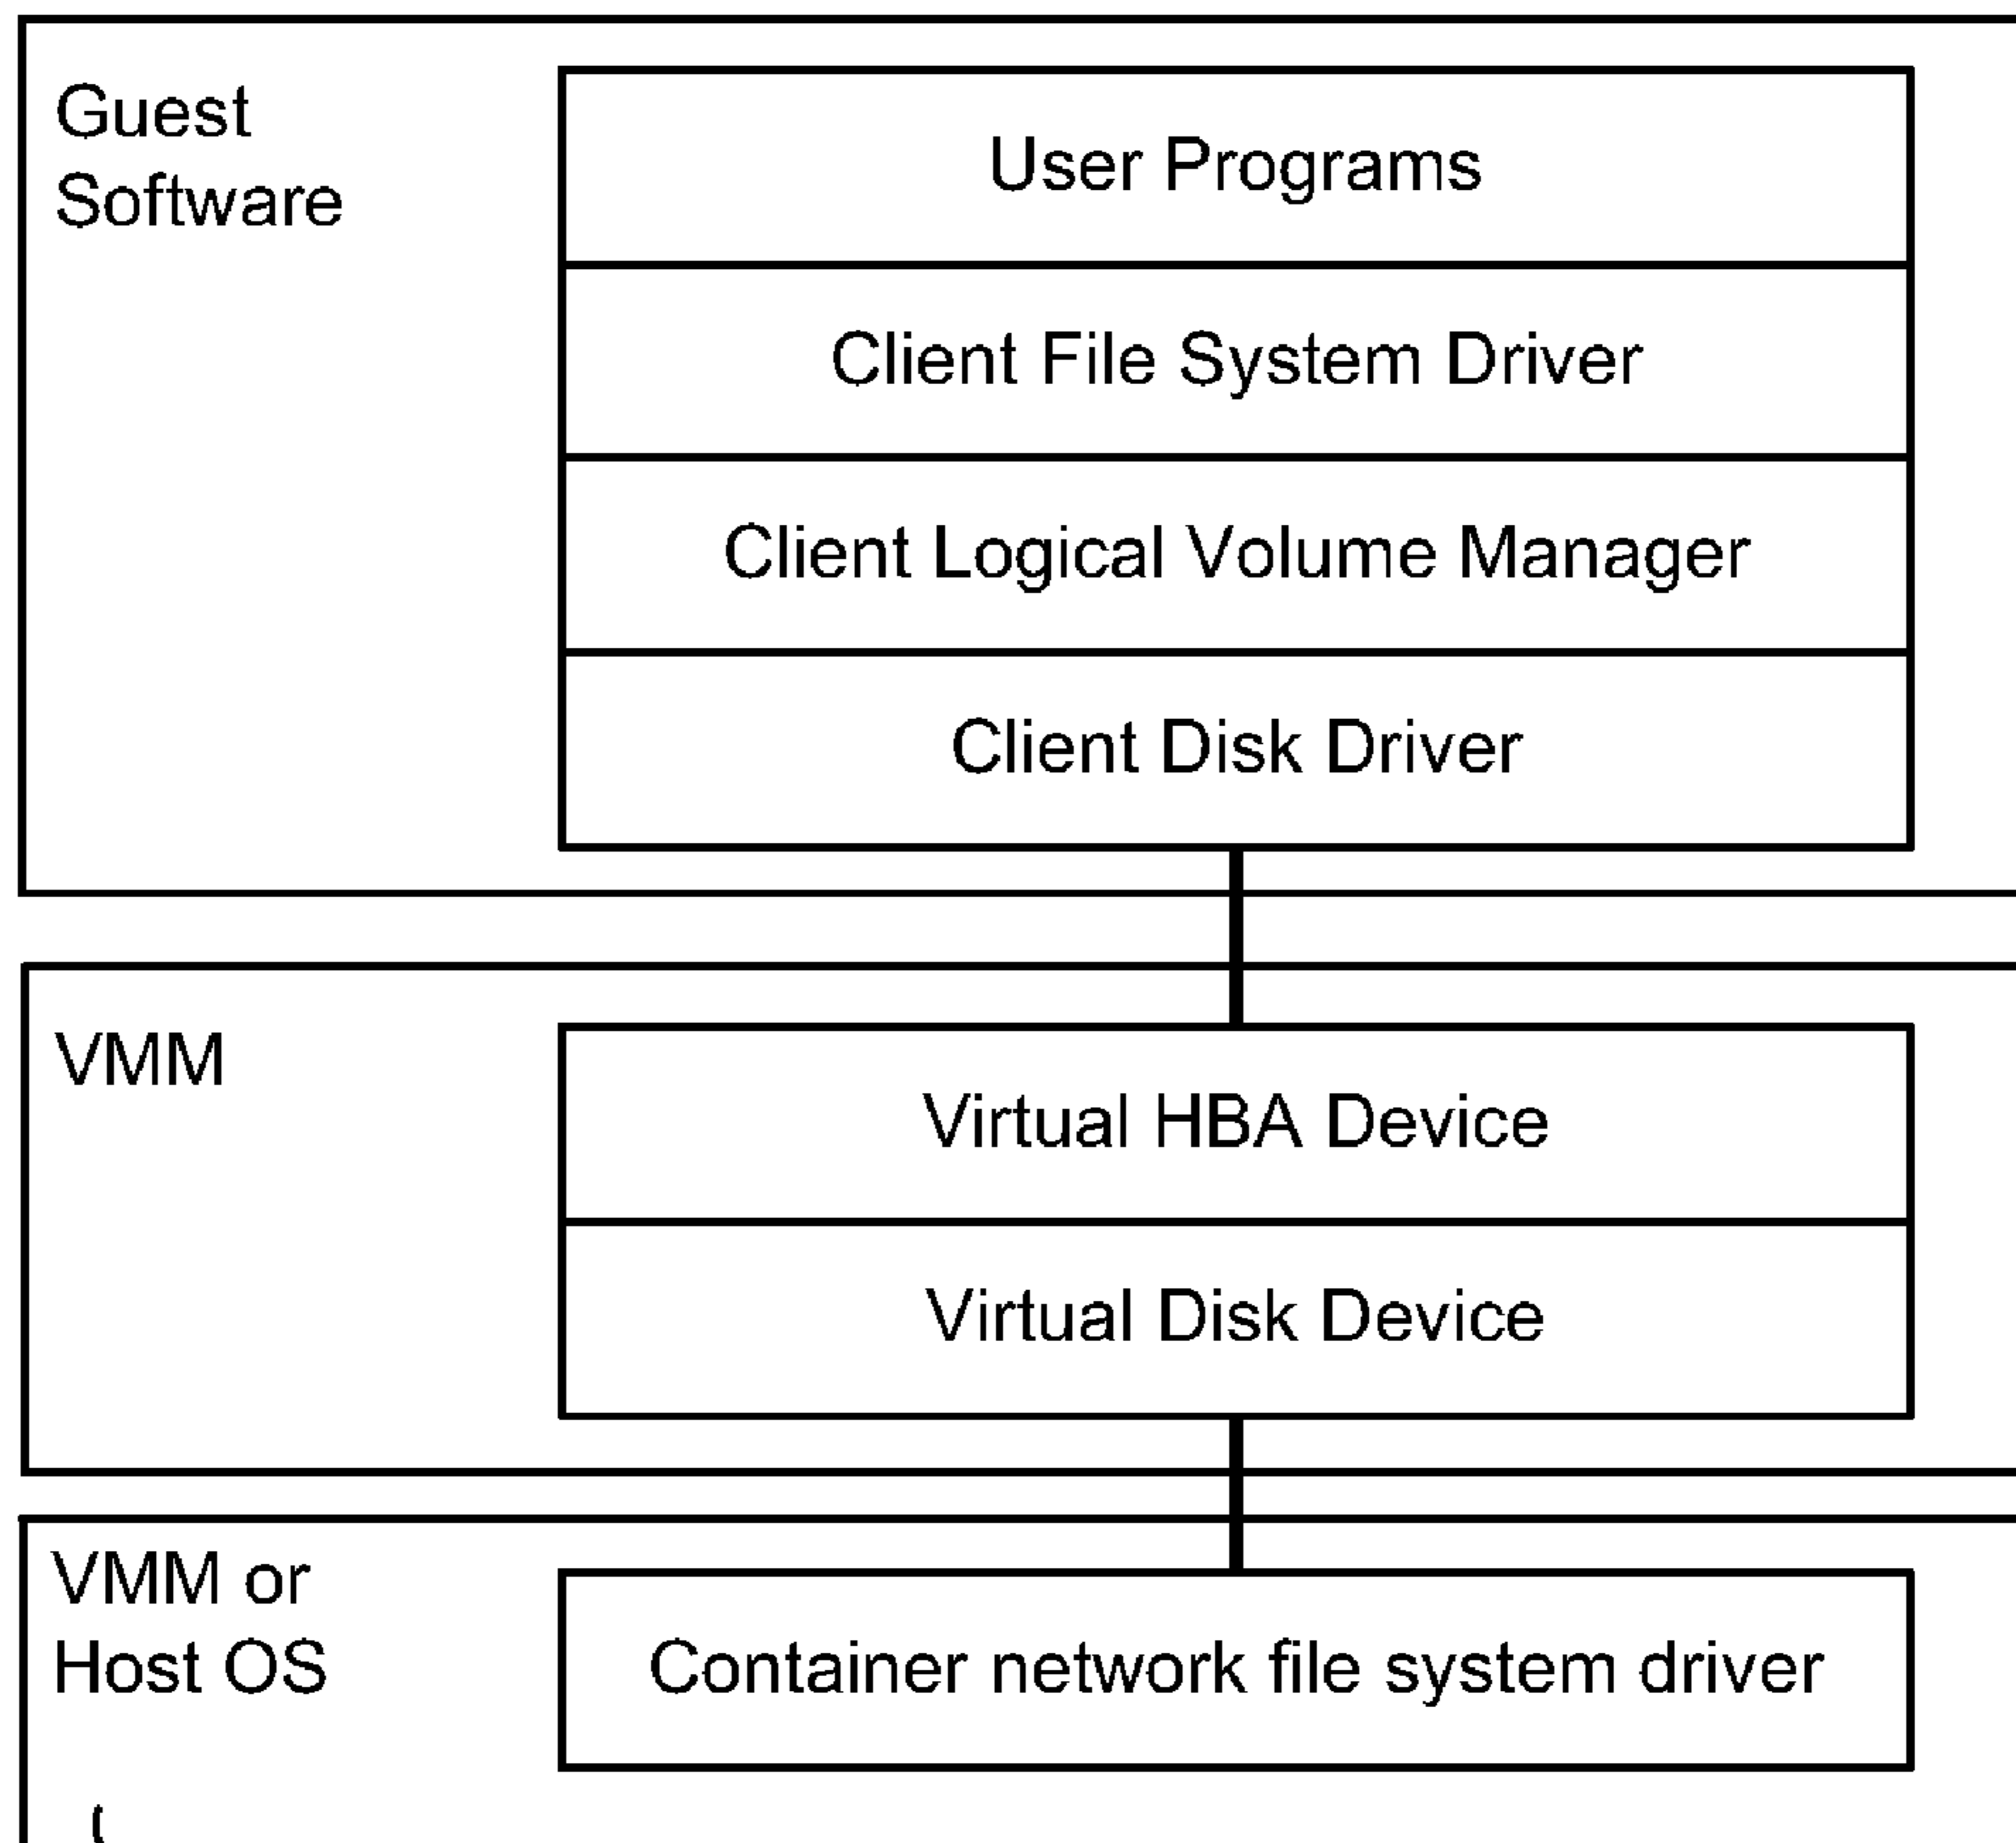 Guest
Software
User Programs
Client File System Driver
Client Logical Volume Manager
Client Disk Driver
VMM
Virtual HBA Device
Virtual Disk Device
VMM or
Host OS
Container network file system driver